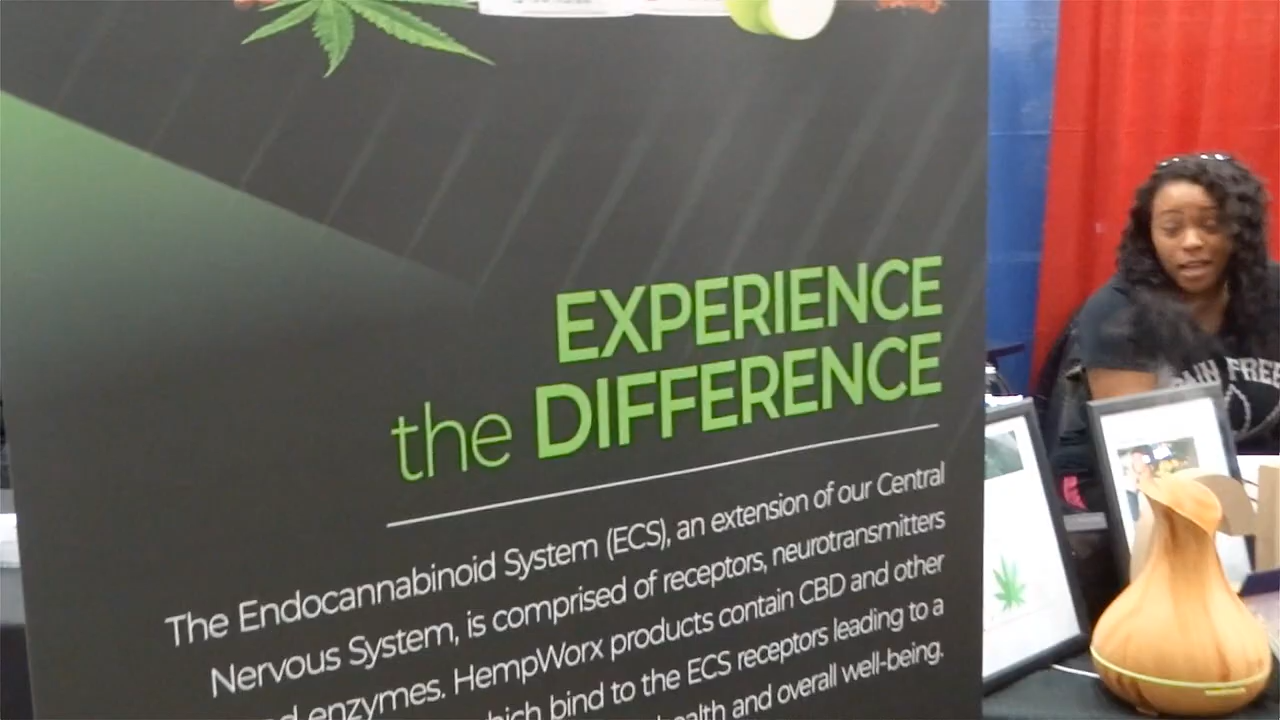 EXPERIENCE
the DIFFERENCE
The Endocannabinoid System (ECS), an extension of our Central
Nervous System, is comprised of receptors, neurotransmitters
enzymes. HempWorx products contain CBD and other
which bind to the ECS receptors leading to a
health and overall well-being.
FREE